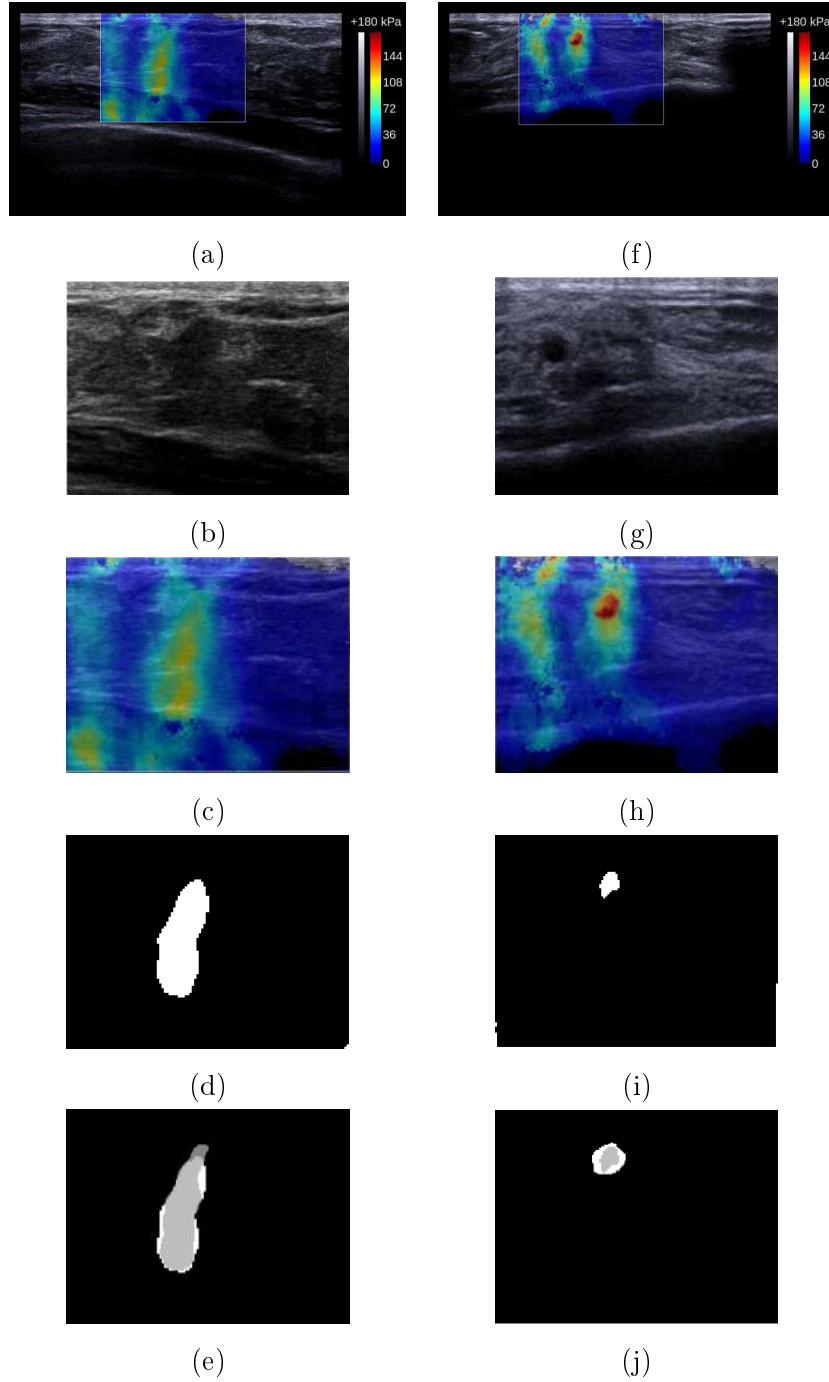 +180 kPa
144
108
72
36
0
+180 kPa
144
108
72
36
0
(a)
(f)
(b)
(g)
(c)
(h)
(d)
(i)
(e)
(j)